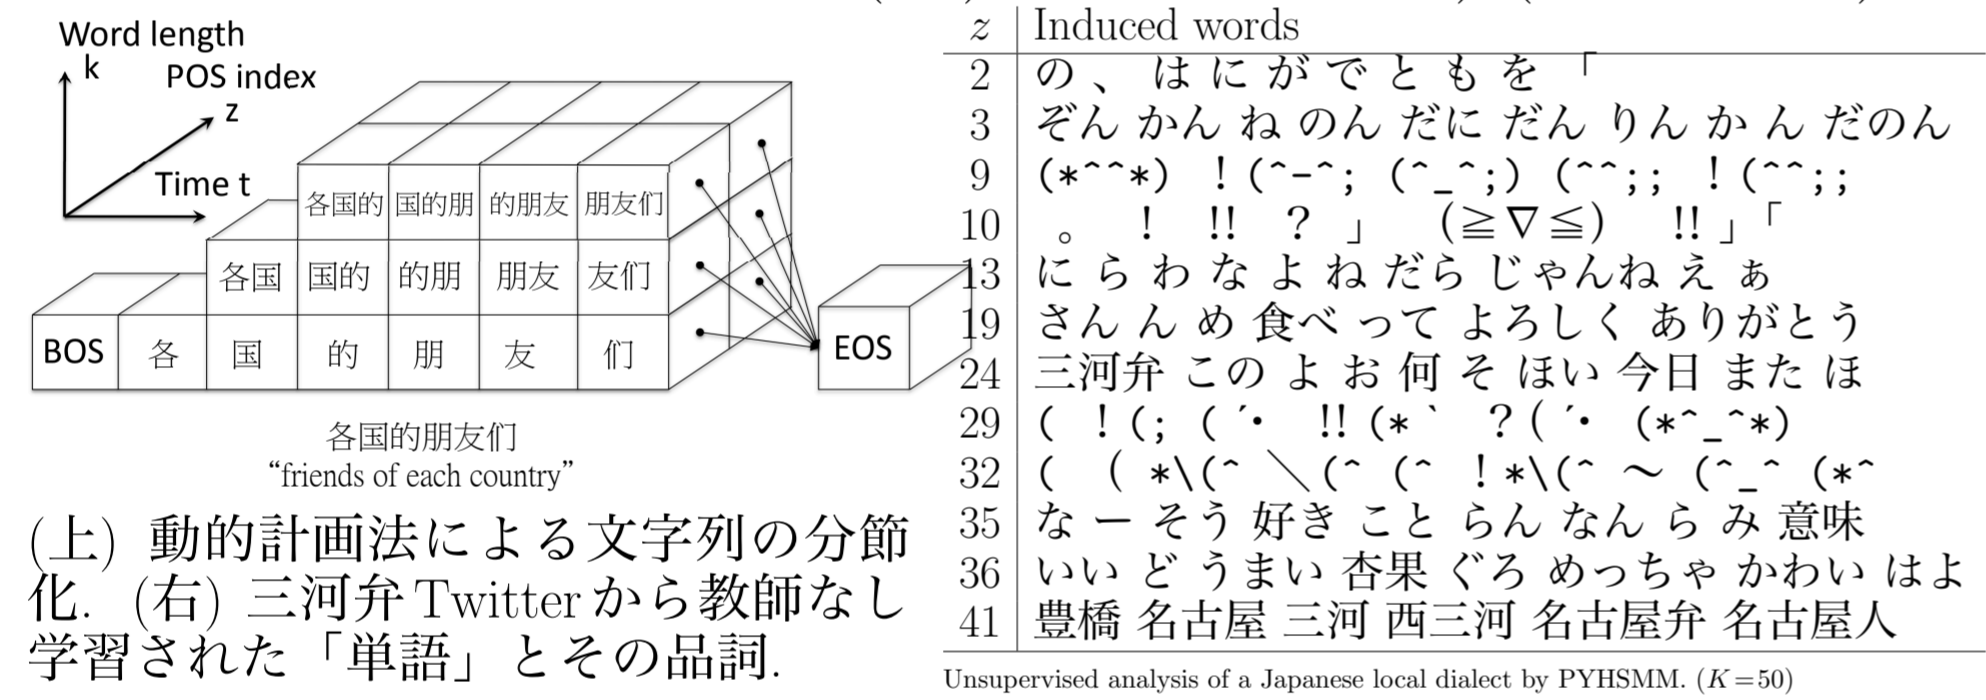 Word length
k
POS index
z
Time t
各国的 国的朋 的朋友 朋友们
各国 国的 的朋 朋友 友们
BOS 各 国 的 朋 友 们 EOS
各国的朋友们
“friends of each country”
(上) 動的計画法による文字列の分節
化. (右) 三河弁 Twitter から教師なし
学習された「単語」とその品詞.
z Induced words
2 の 、 は に が で と も を 「
3 ぞん かん ね のん だに だん りん か ん だのん
9 (*^^*) !(^-^; (^_^;) (^^;; !(^^;;
10 。 ! !! ? 」 (≧∇≦) !!」「
13 に ら わ な よ ね だら じゃんね え ぁ
19 さん ん め 食べ って よろしく ありがとう
24 三河弁 この よ お 何 そ ほい 今日 また ほ
29 ( !(; (´・ !!(*｀ ?(´・ (*^_^*)
32 ( ( *\(^ ＼(^ (^ !*\(^ ～ (^_^ (*^
35 な ー そう 好き こと らん なん ら み 意味
36 いい ど うまい 杏果 ぐろ めっちゃ かわい はよ
41 豊橋 名古屋 三河 西三河 名古屋弁 名古屋人
Unsupervised analysis of a Japanese local dialect by PYHSMM. (K=50)